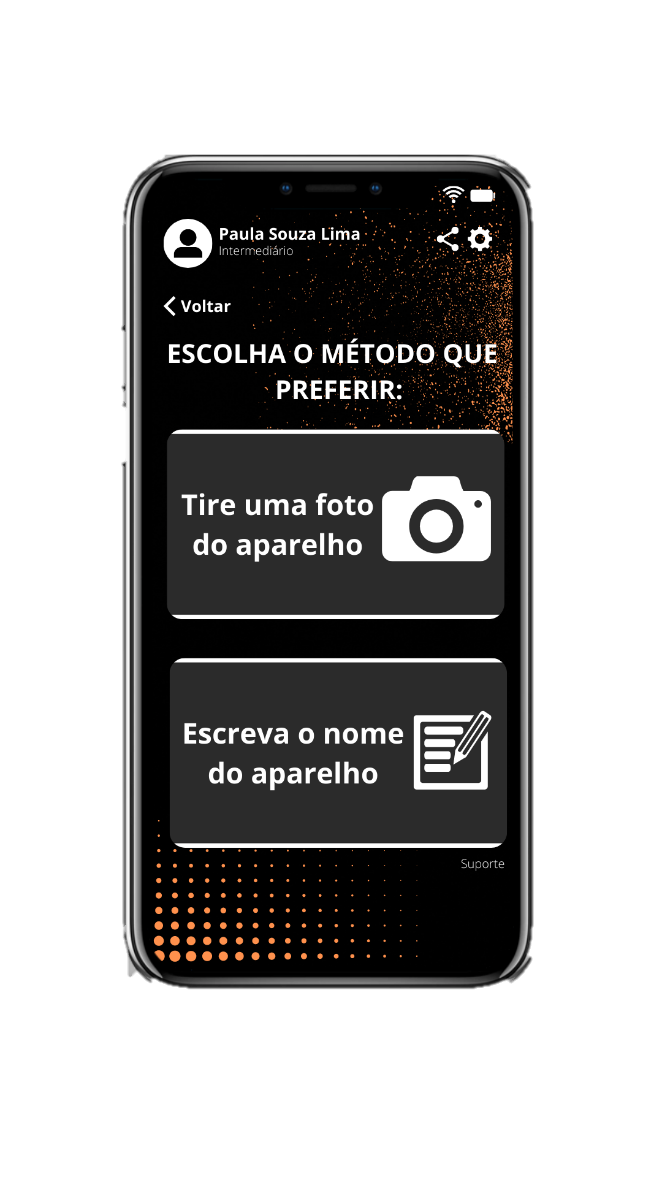 Paula Souza Lima
Intermediário
Voltar
ESCOLHA O MÉTODO QUE
PREFERIR:
Tire uma foto
do aparelho
Escreva o nome
do aparelho
Suporte